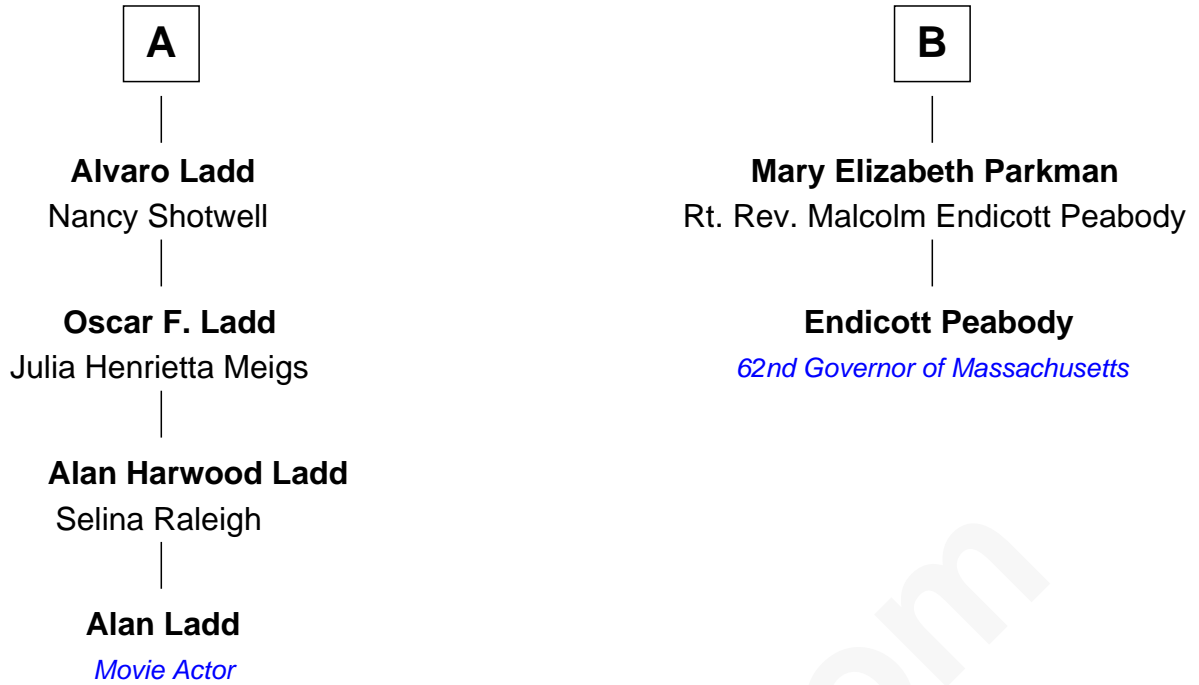 A
Alvaro Ladd
Nancy Shotwell
Oscar F. Ladd
Julia Henrietta Meigs
Alan Harwood Ladd
Selina Raleigh
Alan Ladd
Movie Actor
B
Mary Elizabeth Parkman
Rt. Rev. Malcolm Endicott Peabody
Endicott Peabody
62nd Governor of Massachusetts
om